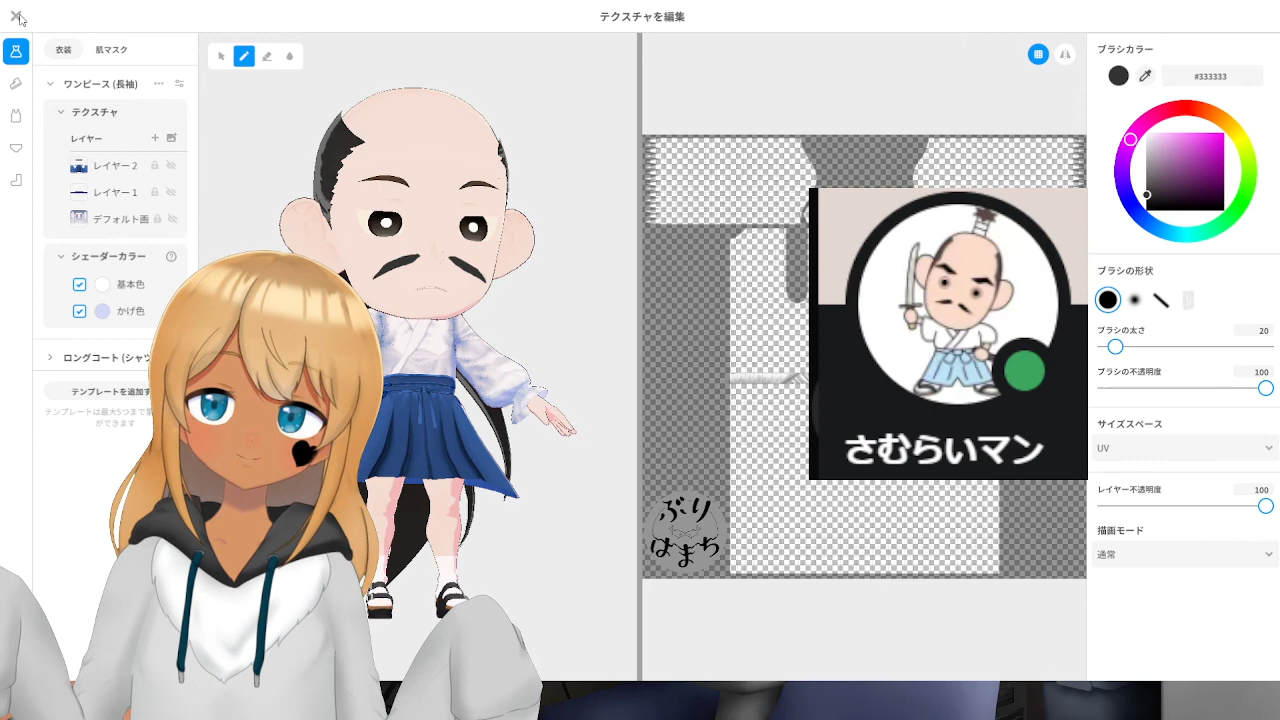 テクスチャを編集
衣装 肌マスク
ワンピース (長袖)
テクスチャ
レイヤー
レイヤー 2
レイヤー 1
デフォルト画
シェーダーカラー
基本色
かげ色
ロングコート (シャツ
テンプレートを追加す
テンプレートは最大5つまで
ができます
ぶり
はまち
さむらいマン
ブラシカラー
#333333
ブラシの形状
ブラシの太さ 20
ブラシの不透明度 100
サイズスペース
UV
レイヤー不透明度 100
描画モード
通常